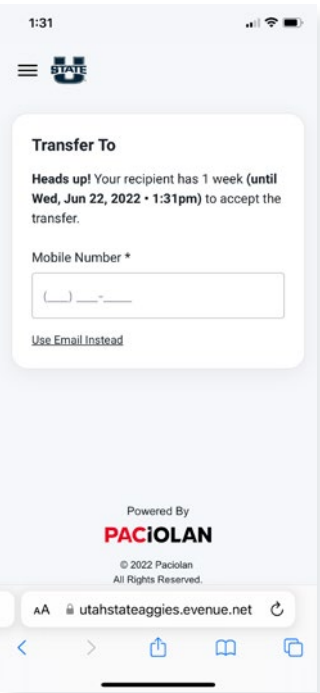 1:31
STATE
Transfer To
Heads up! Your recipient has 1 week (until
Wed, Jun 22, 2022 • 1:31pm) to accept the
transfer.
Mobile Number *
(___) ___-____
Use Email Instead
Powered By
PACiOLAN
© 2022 Paciolan
All Rights Reserved.
AA utahstateaggies.evenue.net